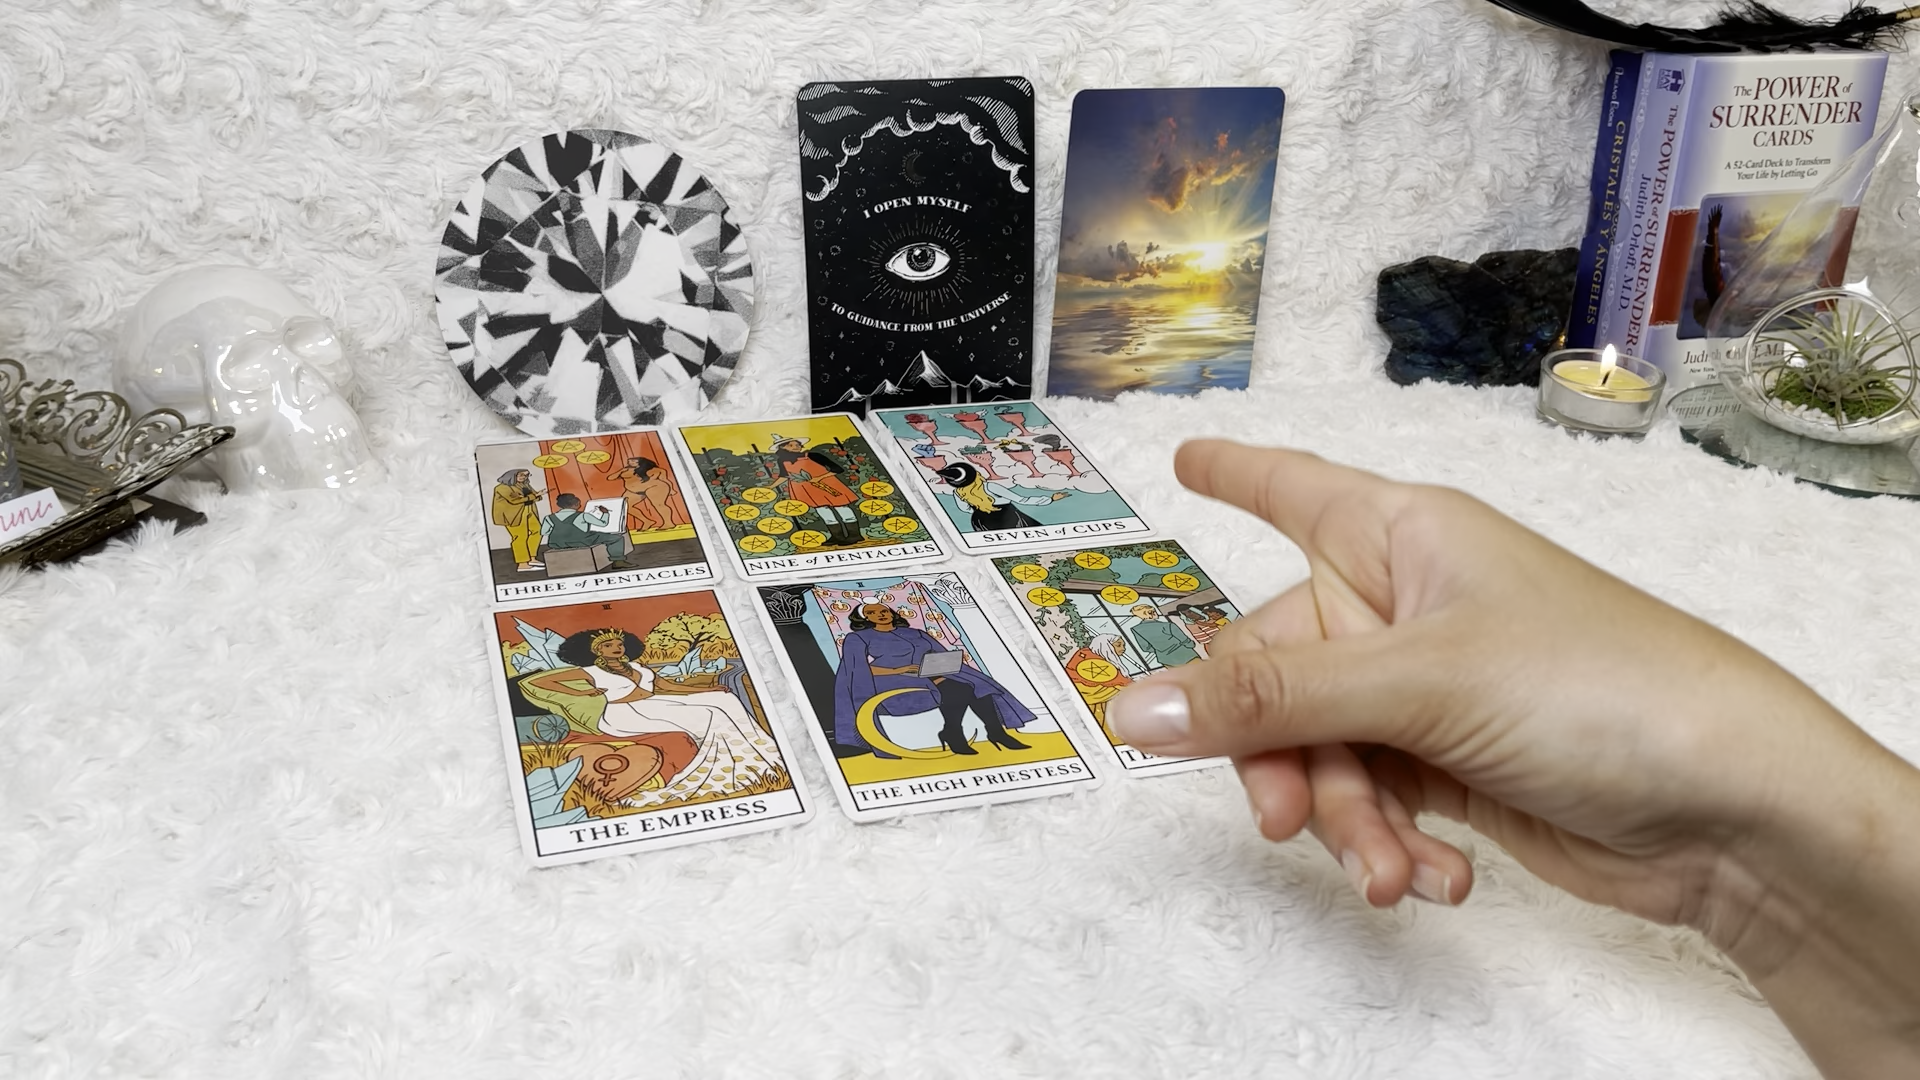 I OPEN MYSELF
TO GUIDANCE FROM THE UNIVERSE
The POWER of
SURRENDER
CARDS
A 52-Card Deck to Transform
Your Life by Letting Go
The POWER of SURRENDER
Judith Orloff, M.D.
CRISTALES Y ÁNGELES
THREE of PENTACLES
NINE of PENTACLES
SEVEN of CUPS
III
THE EMPRESS
II
THE HIGH PRIESTESS